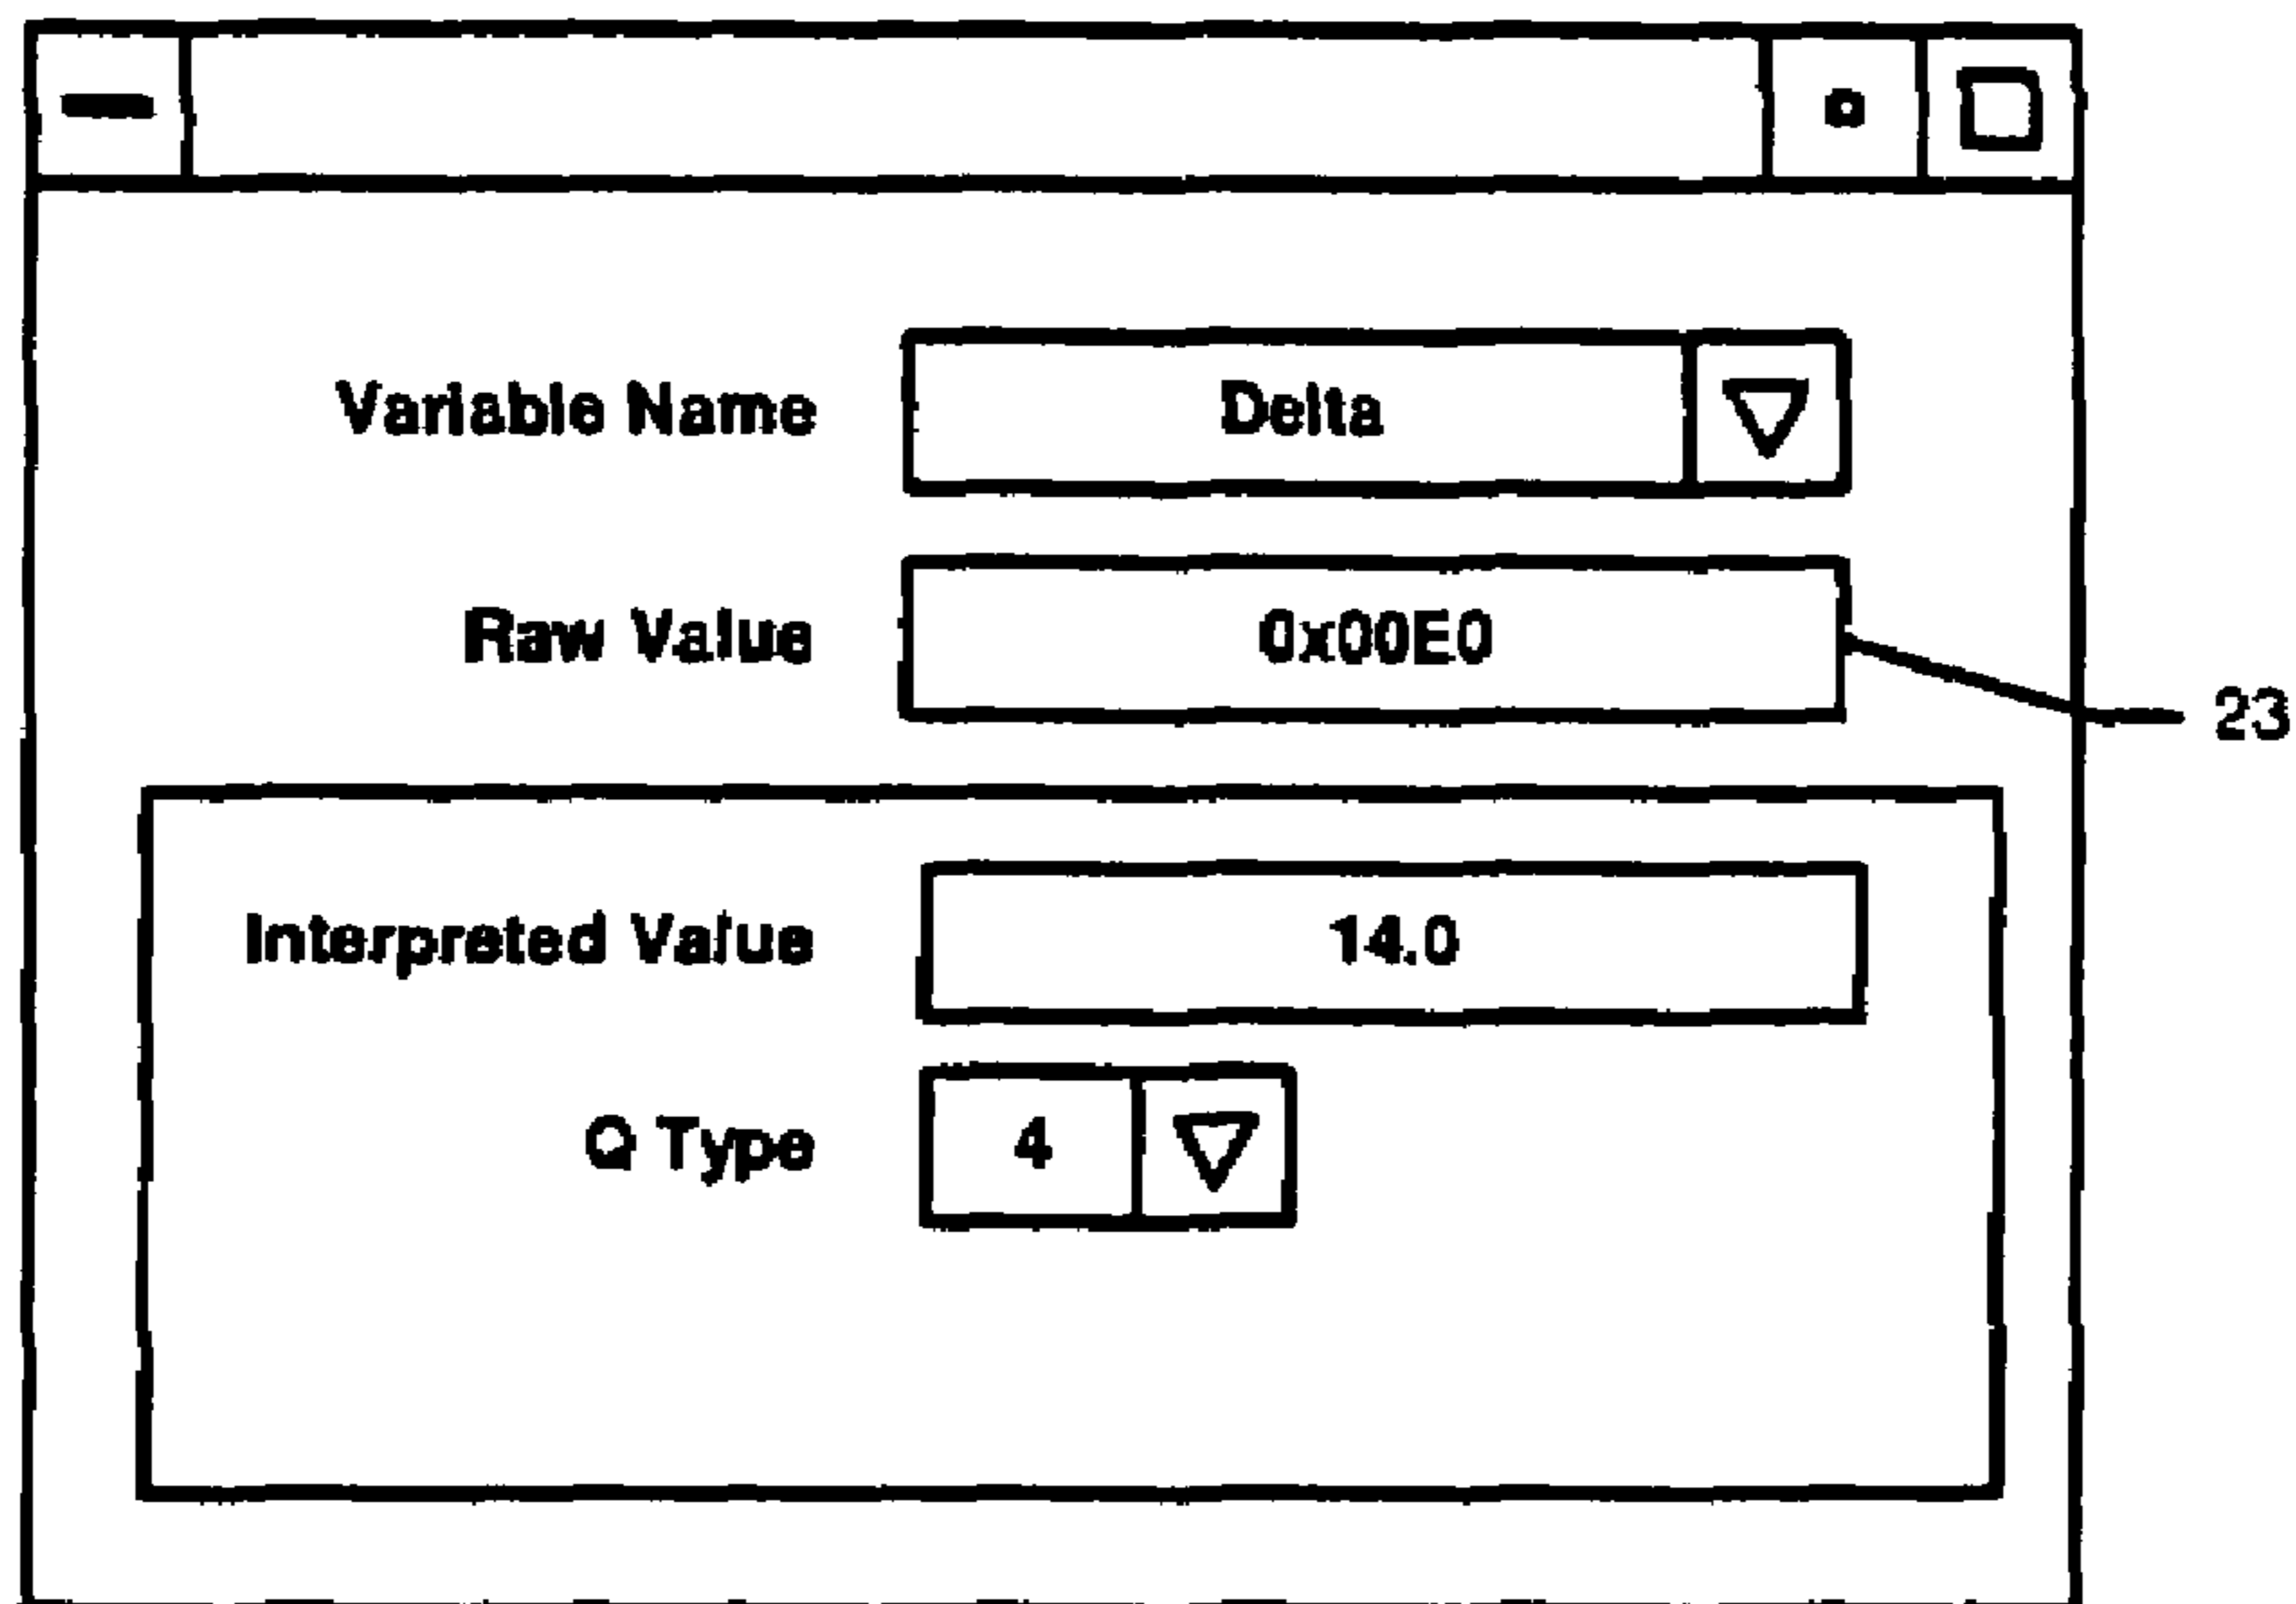 Variable Name Delta
Raw Value 0x00E0
23
Interpreted Value 14.0
Q Type 4